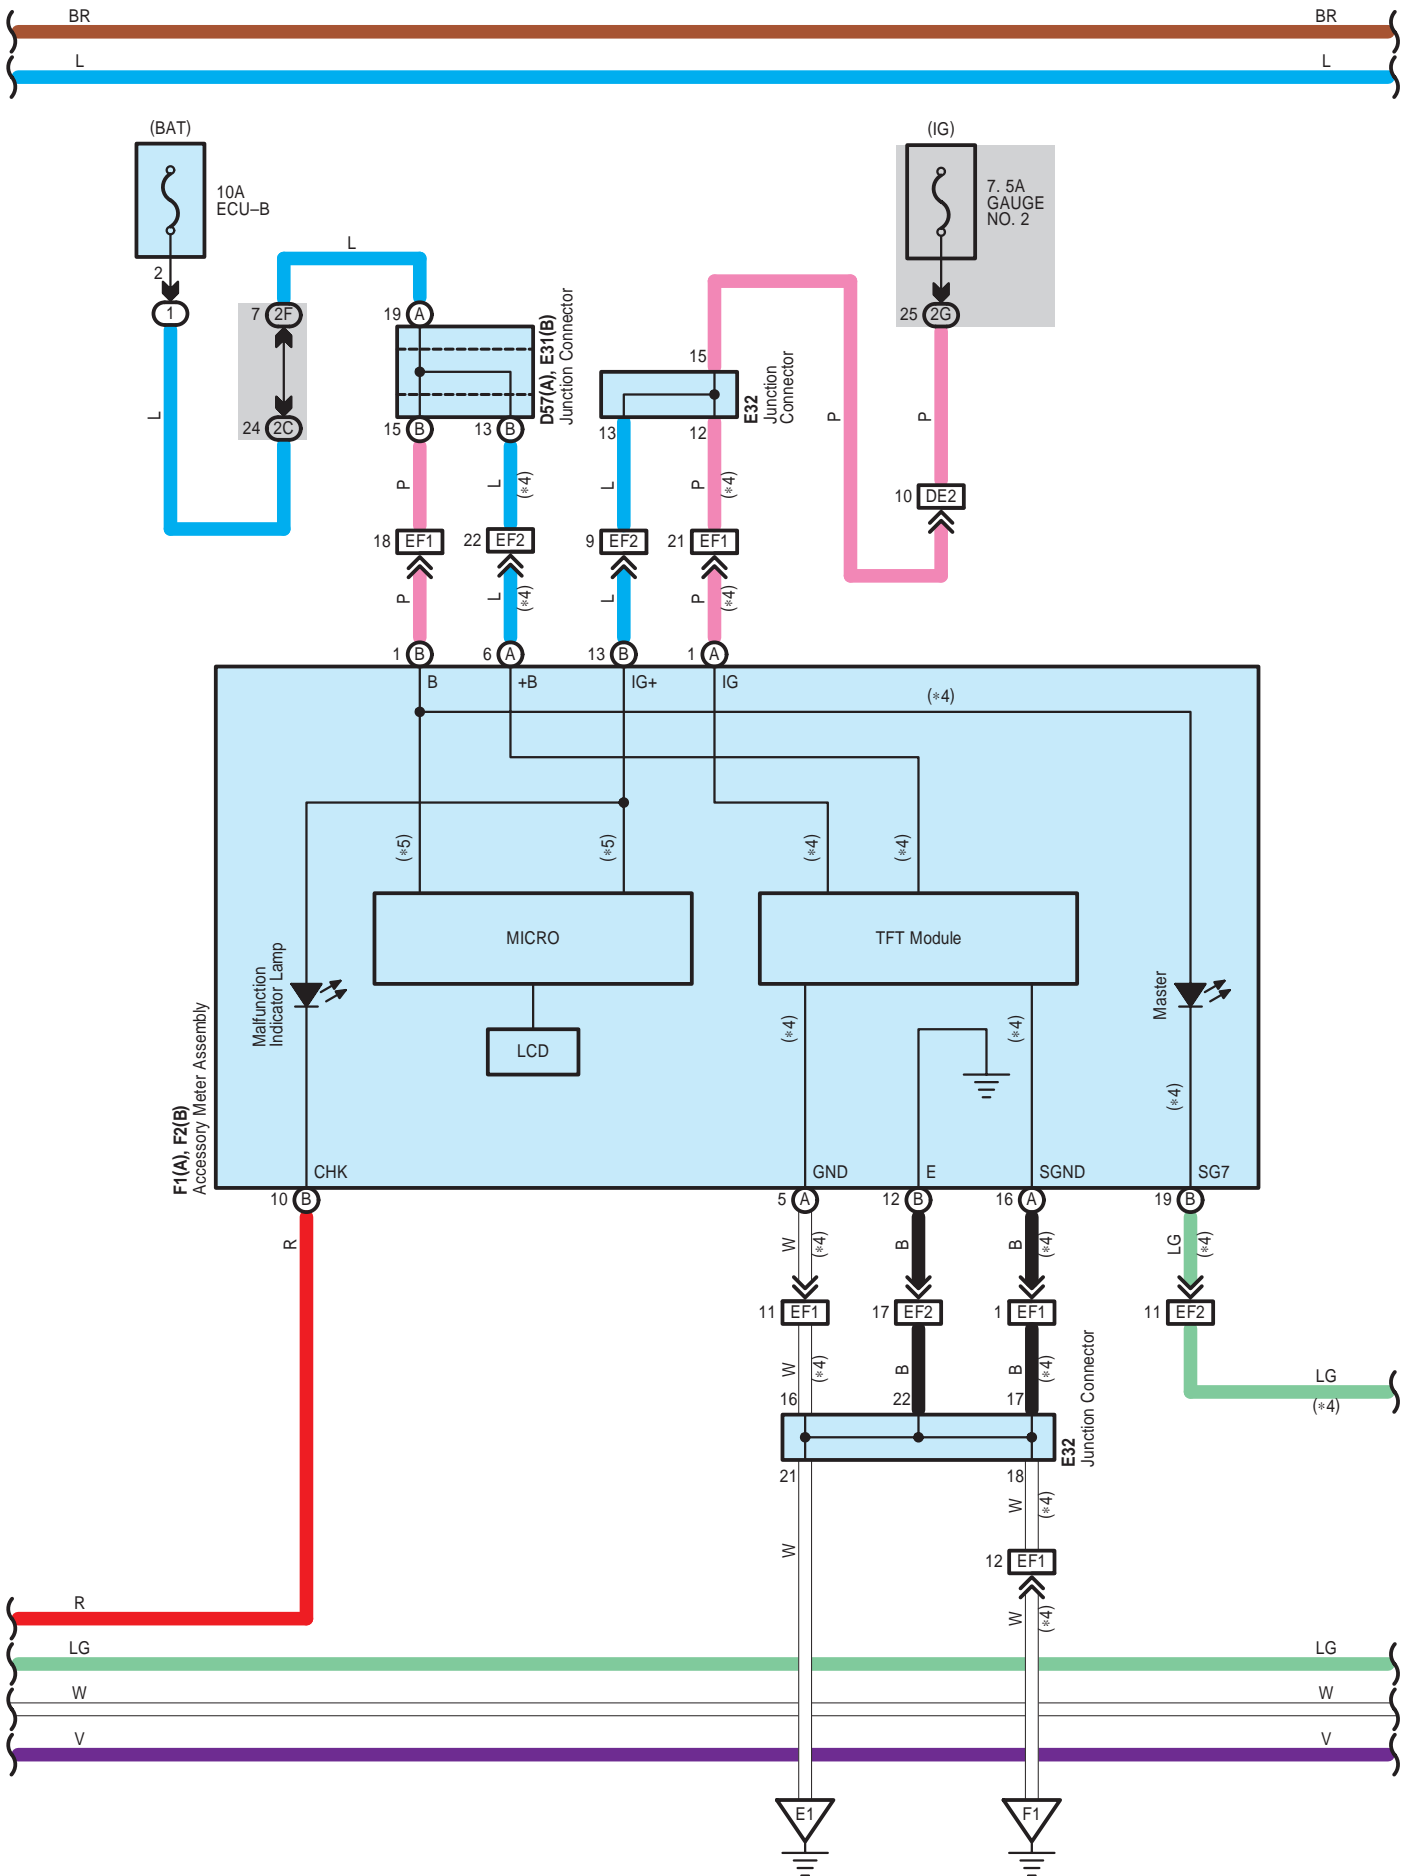 BR
BR
L
L
(BAT)
(IG)
10A
ECU–B
7. 5A
GAUGE
NO. 2
2
1
L
L
7 2F
24 2C
19 A
D57(A), E31(B)
Junction Connector
15 B
13 B
15
E32
Junction
Connector
13
12
25 2G
P
P
10 DE2
P
L
(*4)
L
P
(*4)
18 EF1
22 EF2
9 EF2
21 EF1
P
L
(*4)
L
P
(*4)
1 B
6 A
13 B
1 A
B
+B
IG+
IG
(*4)
(*5)
(*5)
(*4)
(*4)
MICRO
TFT Module
LCD
Malfunction
Indicator Lamp
Master
(*4)
(*4)
(*4)
F1(A), F2(B)
Accessory Meter Assembly
CHK
GND
E
SGND
SG7
10 B
5 A
12 B
16 A
19 B
R
W
(*4)
B
B
(*4)
LG
(*4)
11 EF1
17 EF2
1 EF1
11 EF2
W
(*4)
B
B
(*4)
16
22
17
E32
Junction Connector
LG
(*4)
21
18
W
W
(*4)
12 EF1
W
(*4)
R
LG
LG
W
W
V
V
E1
F1